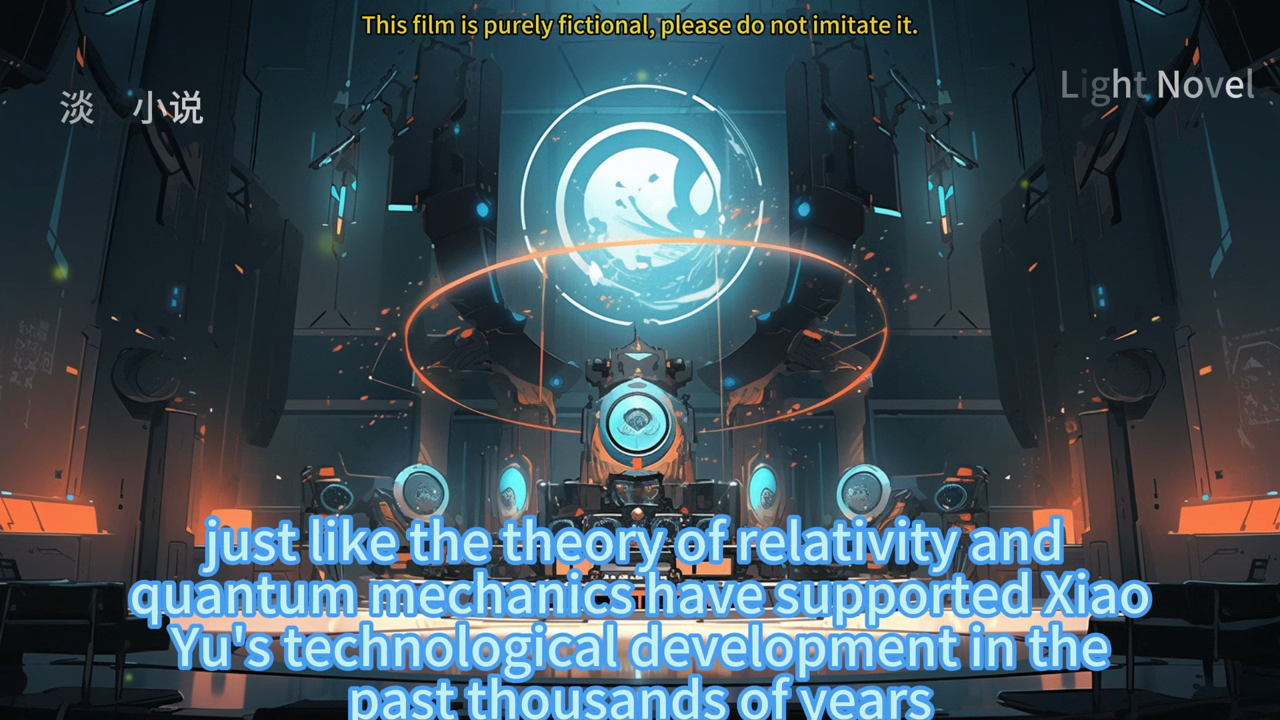 This film is purely fictional, please do not imitate it.
淡 小说
Light Novel
just like the theory of relativity and
quantum mechanics have supported Xiao
Yu's technological development in the
past thousands of years